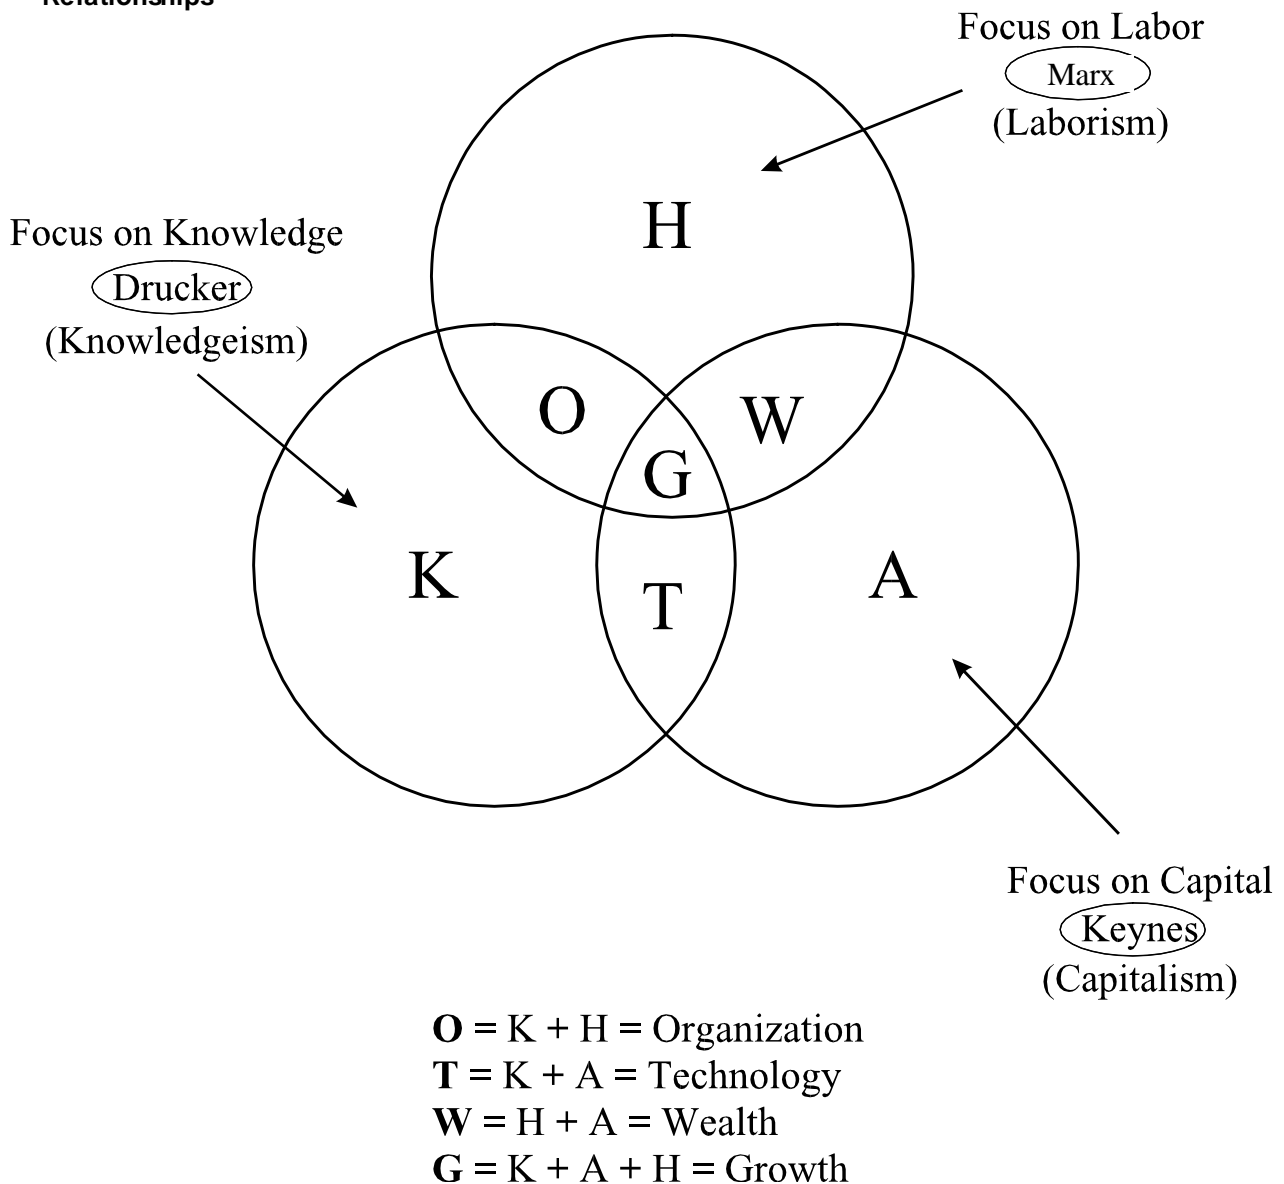 Relationships
Focus on Labor
Marx
(Laborism)
H
Focus on Knowledge
Drucker
(Knowledgeism)
O
W
G
K
T
A
Focus on Capital
Keynes
(Capitalism)
O = K + H = Organization
T = K + A = Technology
W = H + A = Wealth
G = K + A + H = Growth